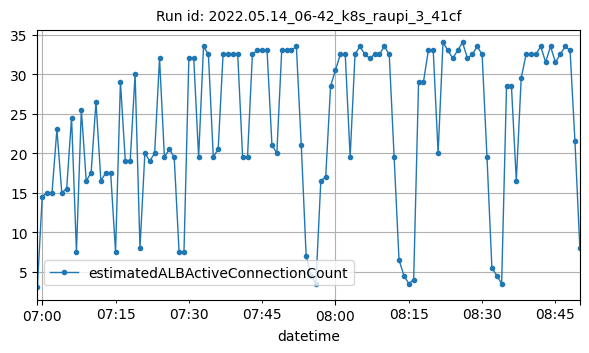 Run id: 2022.05.14_06-42_k8s_raupi_3_41cf
35
30
25
20
15
10
5
estimatedALBActiveConnectionCount
07:00 07:15 07:30 07:45 08:00 08:15 08:30 08:45
datetime